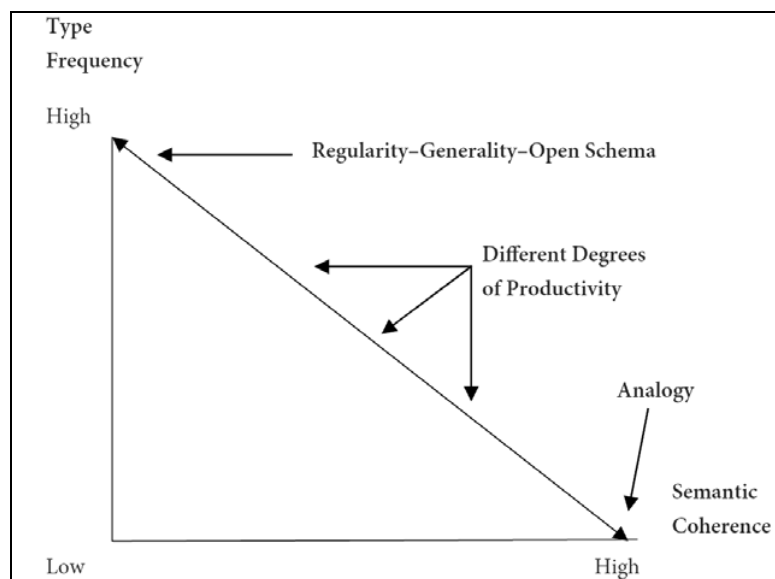 Type
Frequency
High
Regularity–Generality–Open Schema
Different Degrees
of Productivity
Analogy
Semantic
Coherence
Low
High